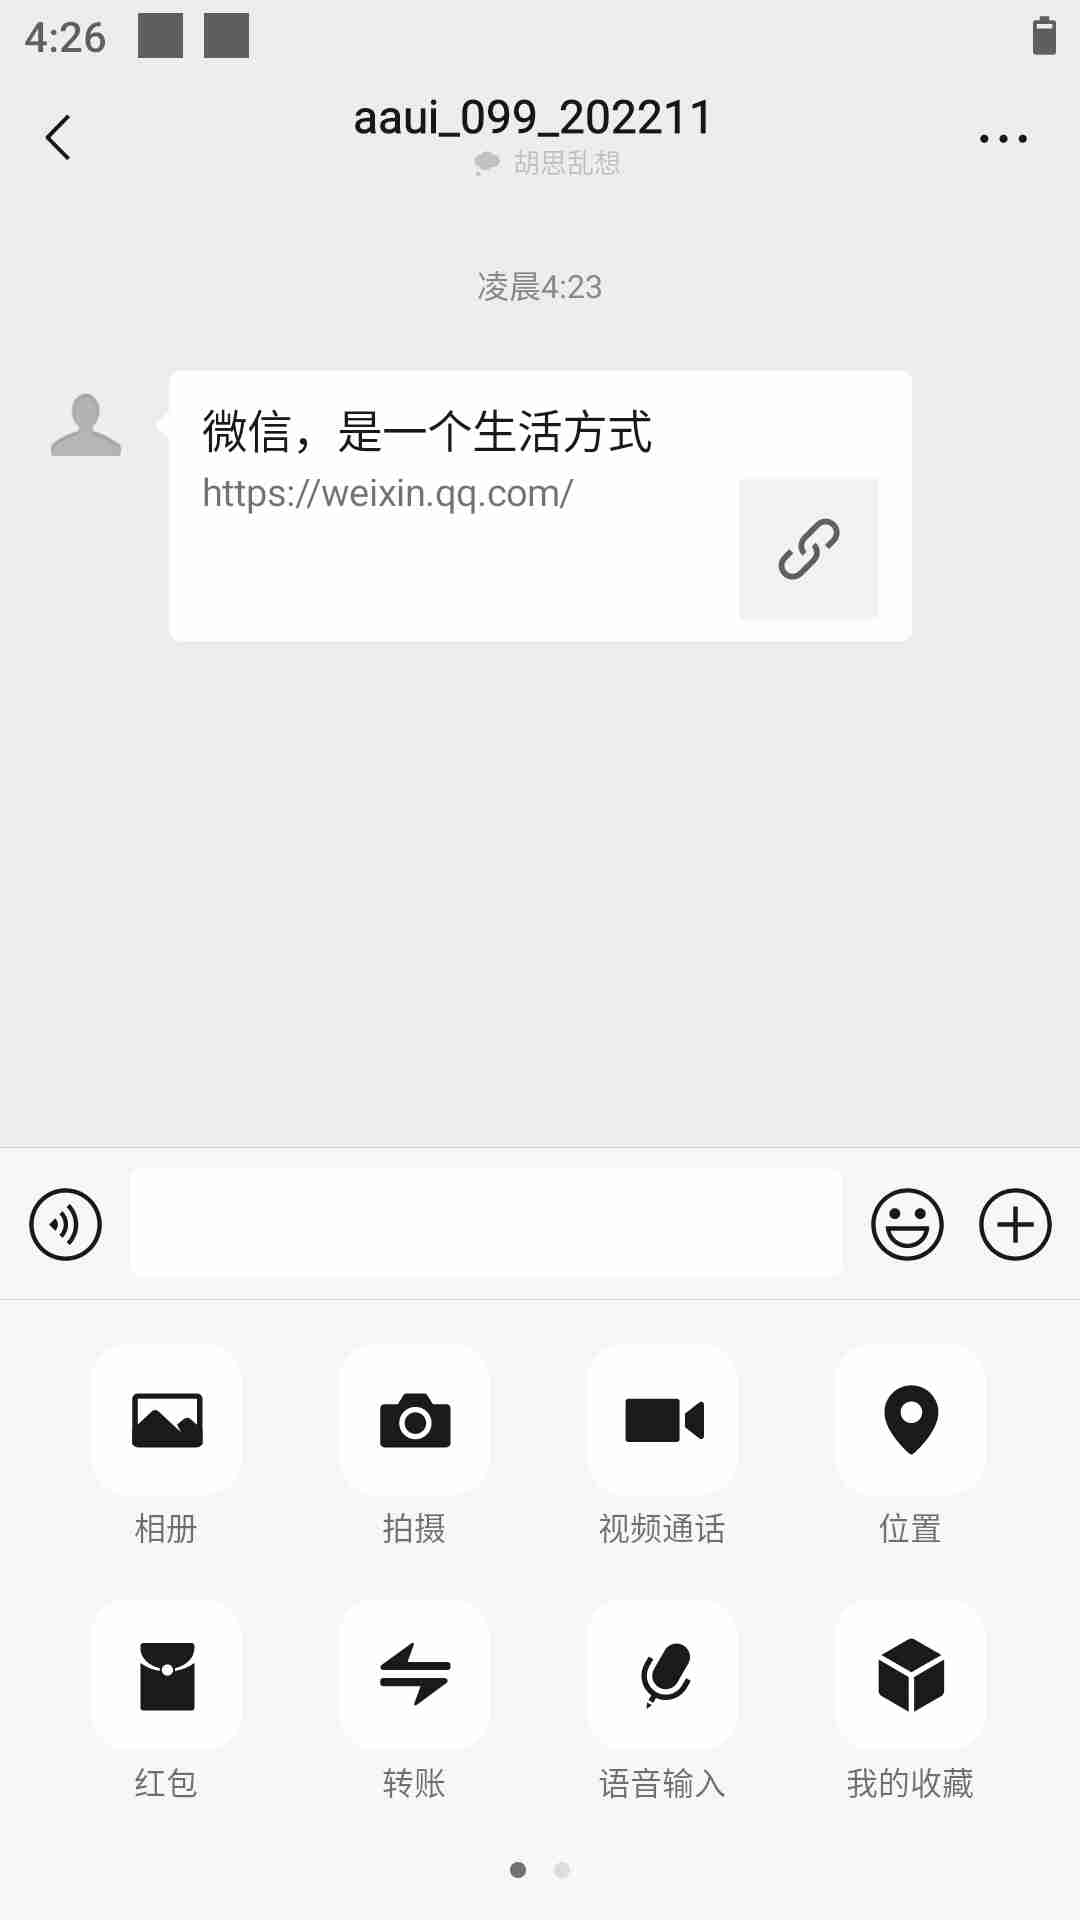 4:26
aaui_099_202211
胡思乱想
凌晨4:23
微信，是一个生活方式
https://weixin.qq.com/
相册
拍摄
视频通话
位置
红包
转账
语音输入
我的收藏